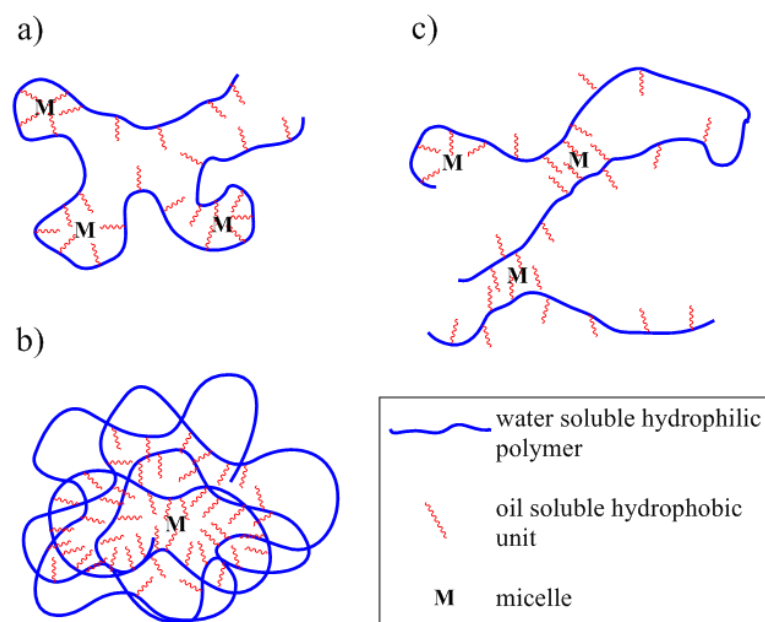 a)
M
M
M
b)
M
c)
M
M
M
water soluble hydrophilic
polymer
oil soluble hydrophobic
unit
M micelle